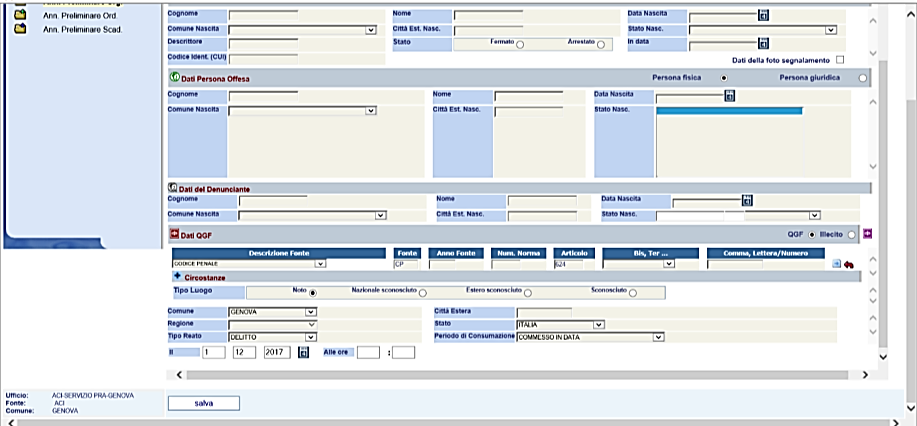 Ann. Preliminare Ord.
Ann. Preliminare Scad.
Cognome Nome Data Nascita
Comune Nascita Città Est. Nasc. Stato Nasc.
Descrittore Stato Fermato Arrestato In data
Codice Ident. (CUI) Dati della foto segnalamento
Dati Persona Offesa Persona fisica Persona giuridica
Cognome Nome Data Nascita
Comune Nascita Città Est. Nasc. Stato Nasc.
Dati del Denunciante
Cognome Nome Data Nascita
Comune Nascita Città Est. Nasc. Stato Nasc.
Dati QGF QGF Illecito
Descrizione Fonte Fonte Anno Fonte Num. Norma Articolo Bis, Ter ... Comma, Lettera/Numero
CODICE PENALE CP 624
Circostanze
Tipo Luogo Noto Nazionale sconosciuto Estero sconosciuto Sconosciuto
Comune GENOVA Città Estera
Regione Stato ITALIA
Tipo Reato DELITTO Periodo di Consumazione COMMESSO IN DATA
Il 1 12 2017 Alle ore :
Ufficio: ACI-SERVIZIO PRA-GENOVA
Fonte: ACI
Comune: GENOVA
salva